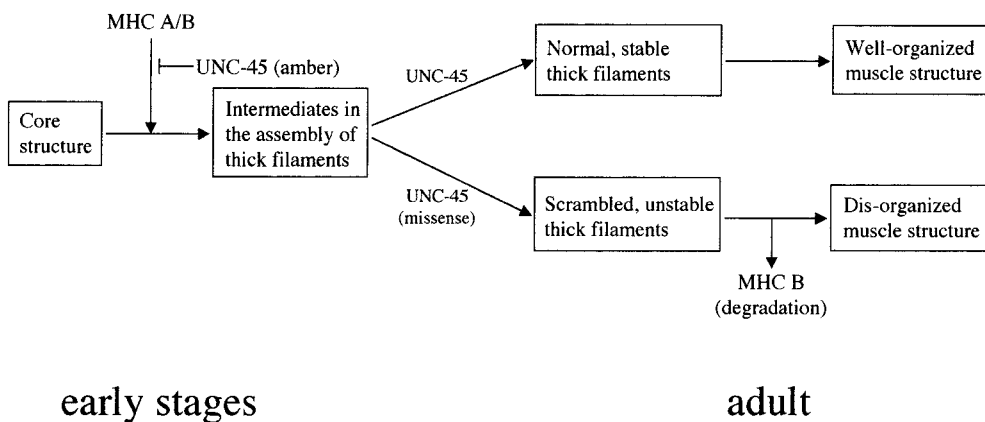 MHC A/B
UNC-45 (amber)
Core
structure
Intermediates in
the assembly of
thick filaments
UNC-45
Normal, stable
thick filaments
Well-organized
muscle structure
UNC-45
(missense)
Scrambled, unstable
thick filaments
Dis-organized
muscle structure
MHC B
(degradation)
early stages
adult